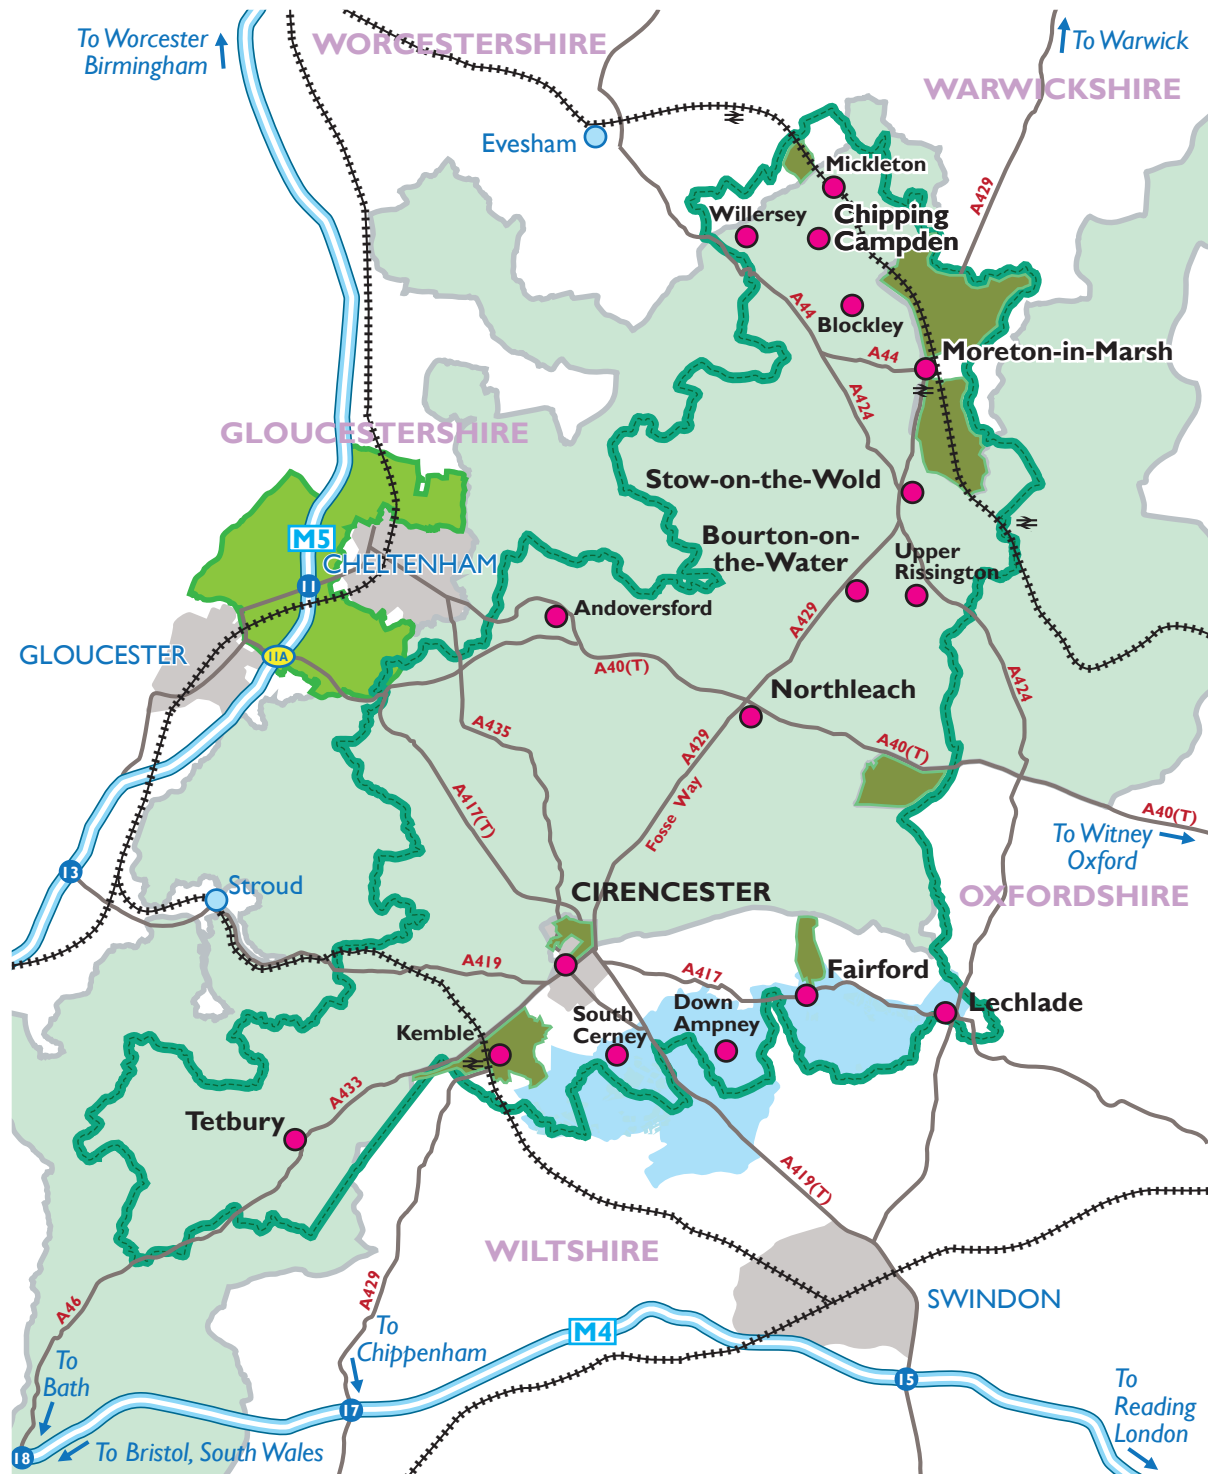 To Worcester
Birmingham
WORCESTERSHIRE
To Warwick
WARWICKSHIRE
Evesham
Mickleton
A429
Willersey
Chipping
Campden
A44
Blockley
A44
Moreton-in-Marsh
A424
GLOUCESTERSHIRE
Stow-on-the-Wold
M5
Bourton-on-
the-Water
Upper
Rissington
CHELTENHAM
11
Andoversford
A429
GLOUCESTER
11A
A40(T)
A424
Northleach
A435
A429
A40(T)
A417(T)
Fosse Way
A40(T)
To Witney
Oxford
13
Stroud
CIRENCESTER
OXFORDSHIRE
A419
A417
Fairford
Lechlade
South
Cerney
Down
Ampney
Kemble
A433
Tetbury
A419(T)
WILTSHIRE
A429
A46
SWINDON
M4
To
Chippenham
To
Bath
15
To
Reading
London
17
18
To Bristol, South Wales